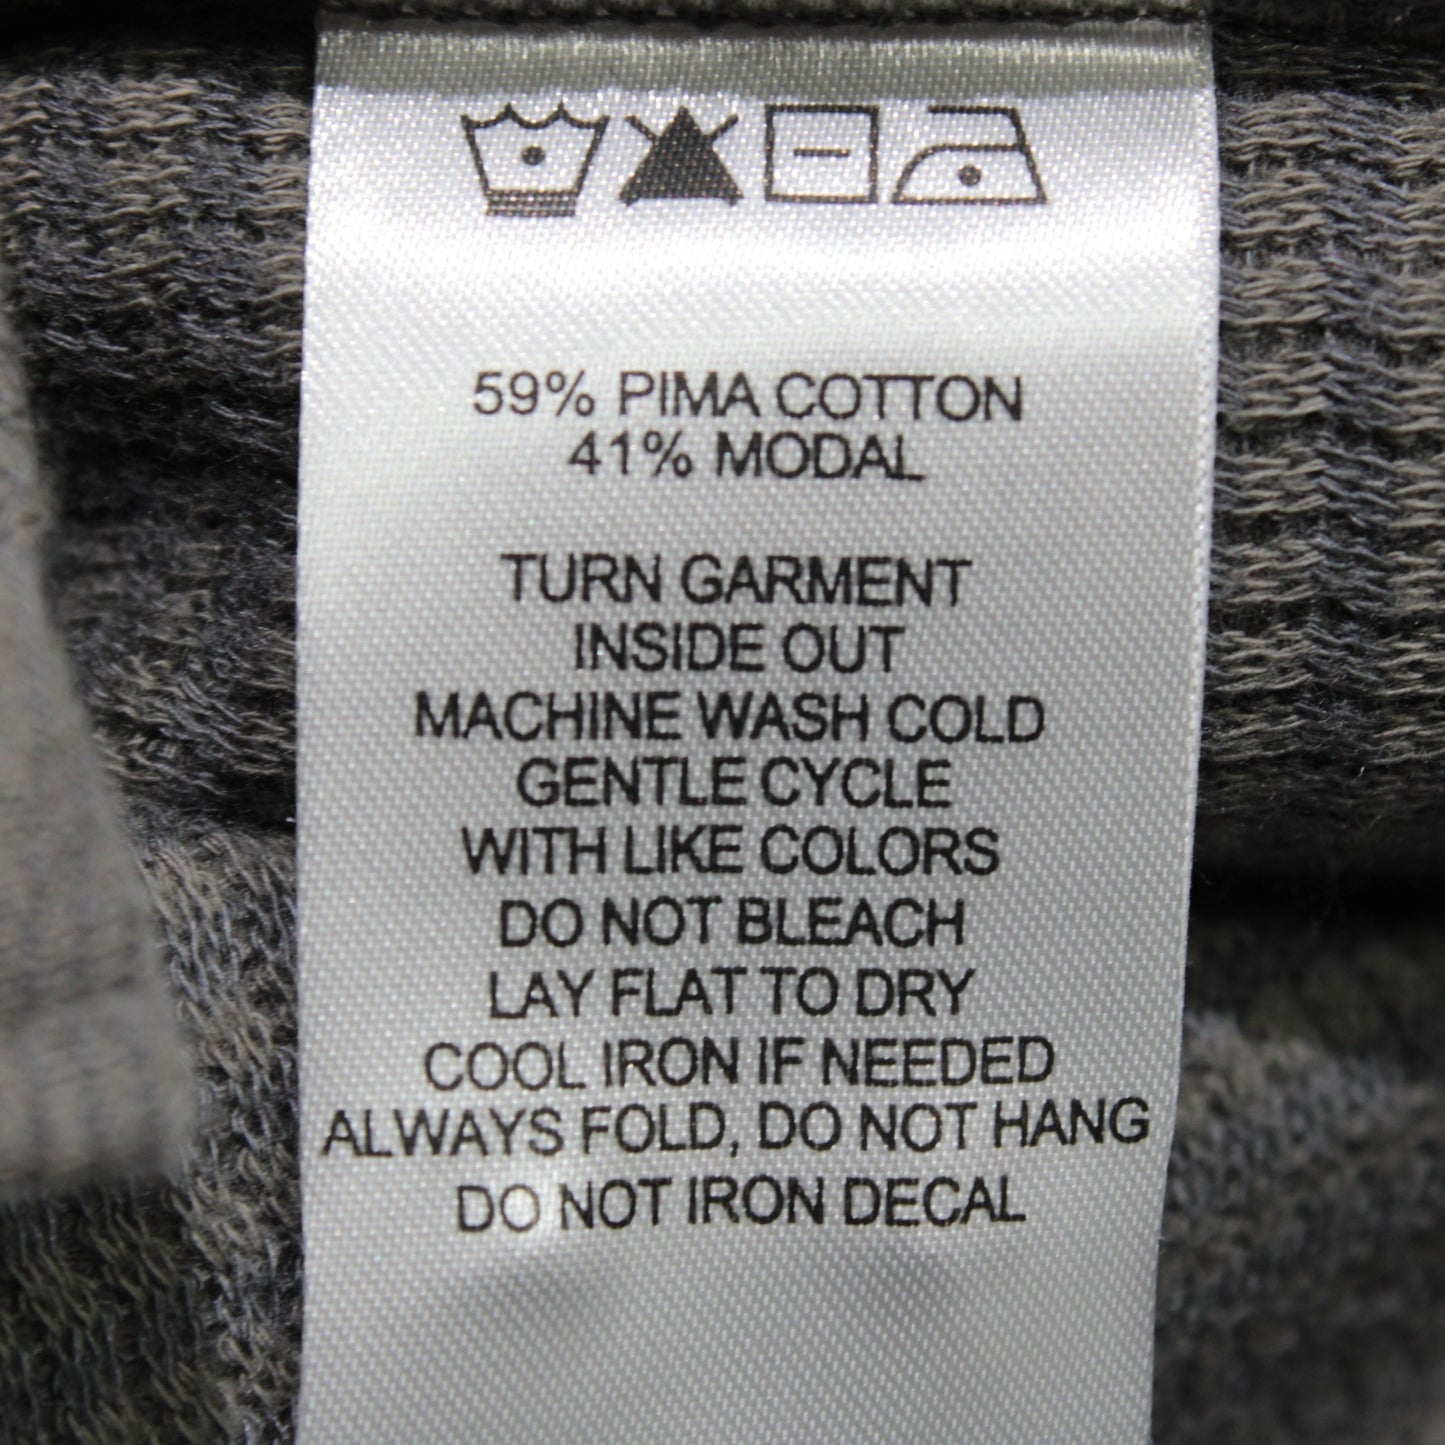 59% PIMA COTTON
41% MODAL
TURN GARMENT
INSIDE OUT
MACHINE WASH COLD
GENTLE CYCLE
WITH LIKE COLORS
DO NOT BLEACH
LAY FLAT TO DRY
COOL IRON IF NEEDED
ALWAYS FOLD, DO NOT HANG
DO NOT IRON DECAL